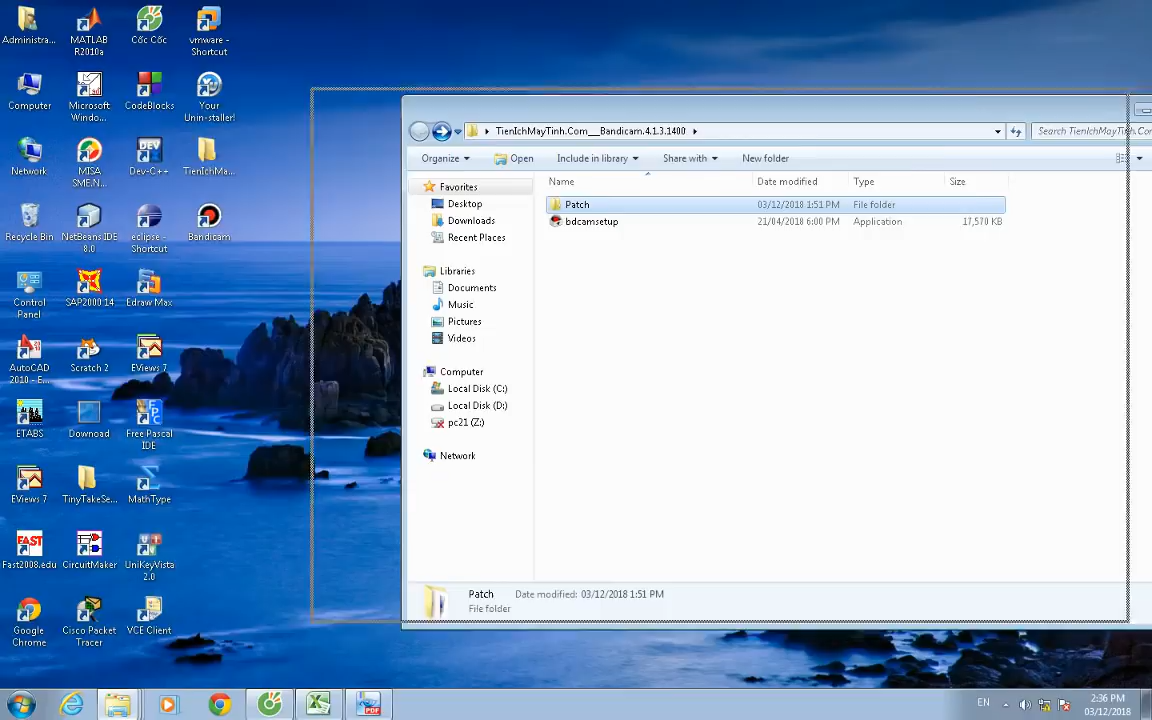 Administra...
MATLAB
R2010a
Cốc Cốc
vmware -
Shortcut
Computer
Microsoft
Windo...
CodeBlocks
Your
Unin-staller!
Network
MISA
SME.N...
Dev-C++
TienIchMa...
Recycle Bin
NetBeans IDE
8.0
eclipse -
Shortcut
Bandicam
Control
Panel
SAP2000 14
Edraw Max
AutoCAD
2010 - E...
Scratch 2
EViews 7
ETABS
Downoad
Free Pascal
IDE
EViews 7
TinyTakeSe...
MathType
Fast2008.edu
CircuitMaker
UniKeyVista
2.0
Google
Chrome
Cisco Packet
Tracer
VCE Client
TienIchMayTinh.Com__Bandicam.4.1.3.1400
Search TienIchMayTinh.Co
Organize
Open
Include in library
Share with
New folder
Favorites
Desktop
Downloads
Recent Places
Libraries
Documents
Music
Pictures
Videos
Computer
Local Disk (C:)
Local Disk (D:)
pc21 (Z:)
Network
Name Date modified Type Size
Patch 03/12/2018 1:51 PM File folder
bdcamsetup 21/04/2018 6:00 PM Application 17,570 KB
Patch Date modified: 03/12/2018 1:51 PM
File folder
EN
2:36 PM
03/12/2018